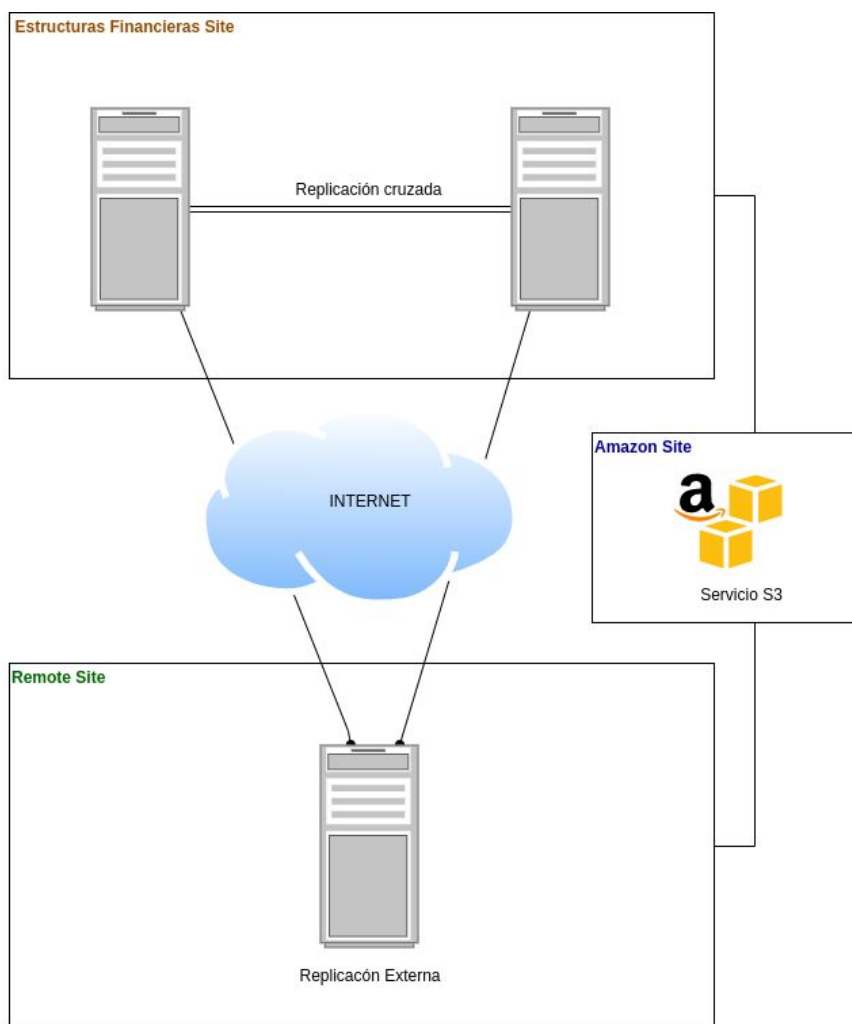 Estructuras Financieras Site
Replicación cruzada
INTERNET
Amazon Site
a
Servicio S3
Remote Site
Replicacón Externa